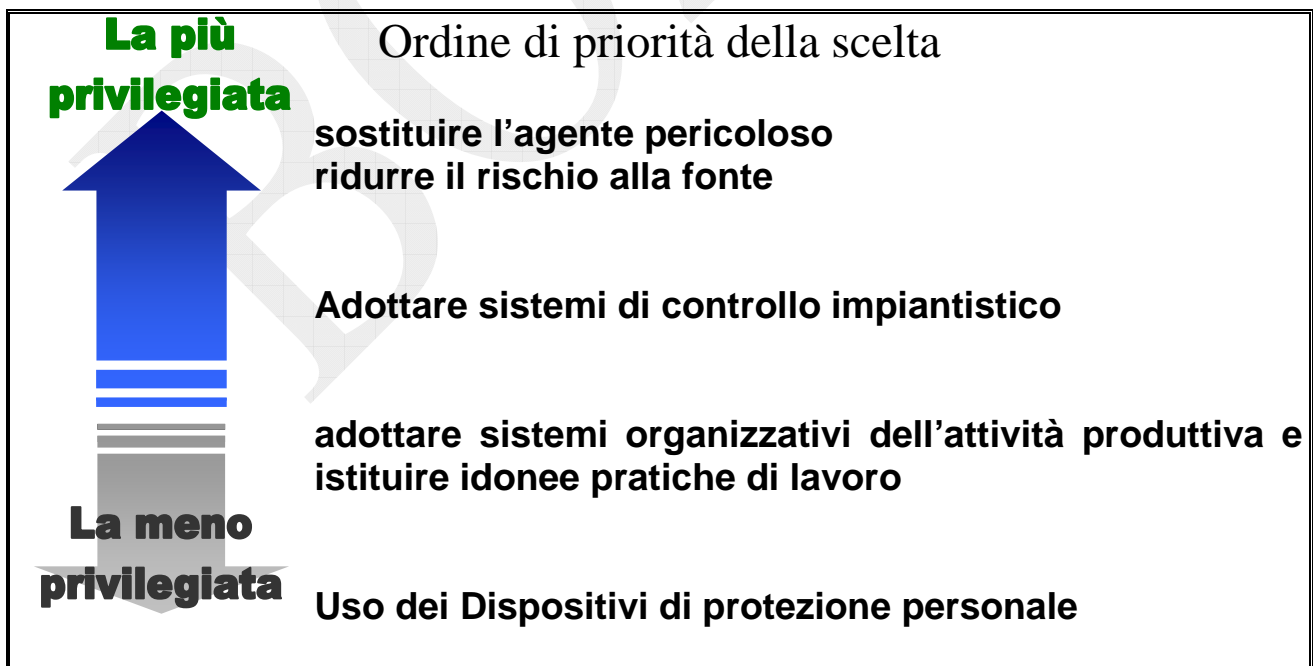 La più
privilegiata
Ordine di priorità della scelta
sostituire l’agente pericoloso
ridurre il rischio alla fonte
Adottare sistemi di controllo impiantistico
adottare sistemi organizzativi dell’attività produttiva e
istituire idonee pratiche di lavoro
La meno
privilegiata
Uso dei Dispositivi di protezione personale